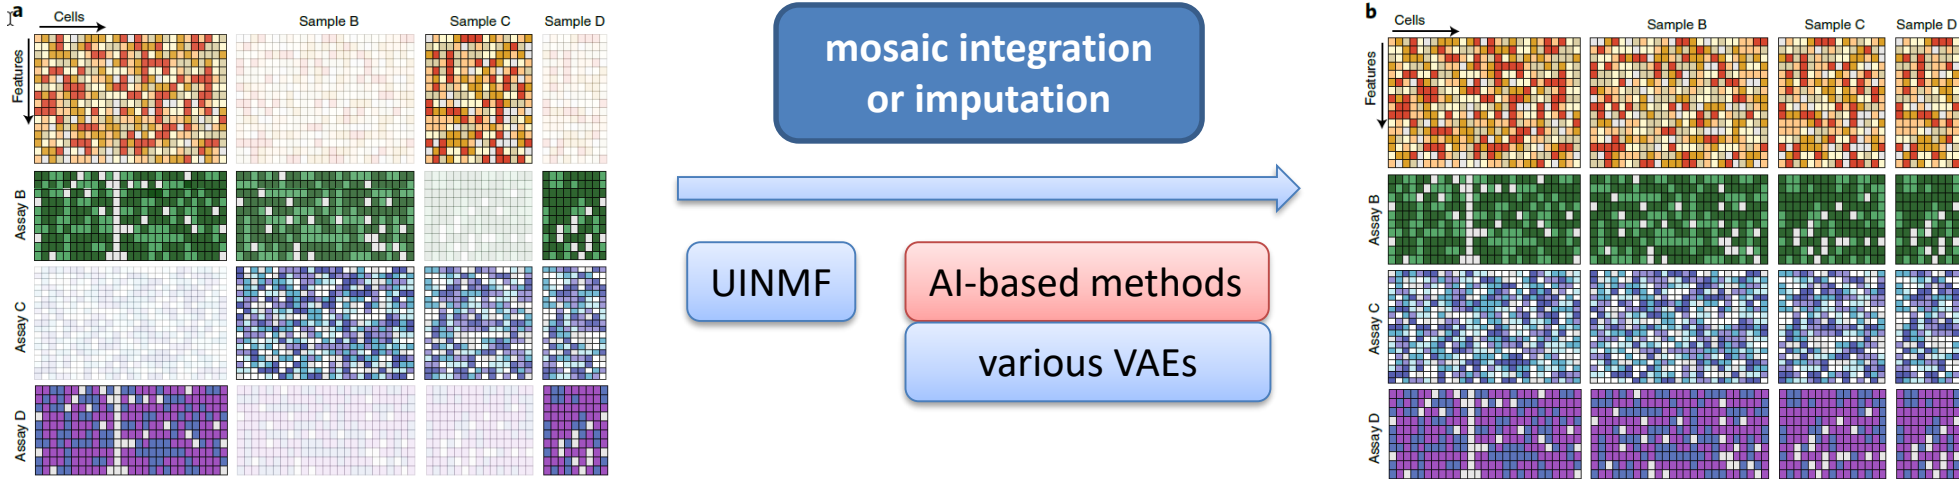 a
Cells
Sample B
Sample C
Sample D
Features
Assay B
Assay C
Assay D
mosaic integration
or imputation
UINMF
AI-based methods
various VAEs
b
Cells
Sample B
Sample C
Sample D
Features
Assay B
Assay C
Assay D